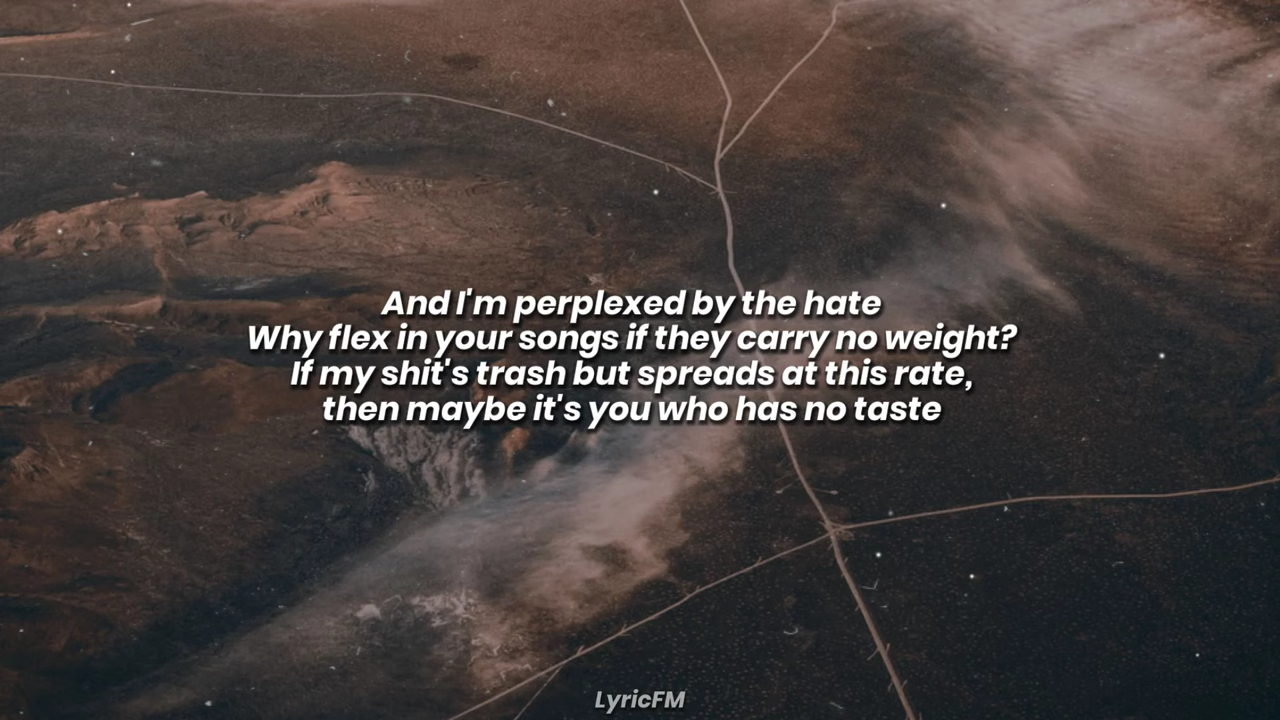 And I'm perplexed by the hate
Why flex in your songs if they carry no weight?
If my shit's trash but spreads at this rate,
then maybe it's you who has no taste
LyricFM